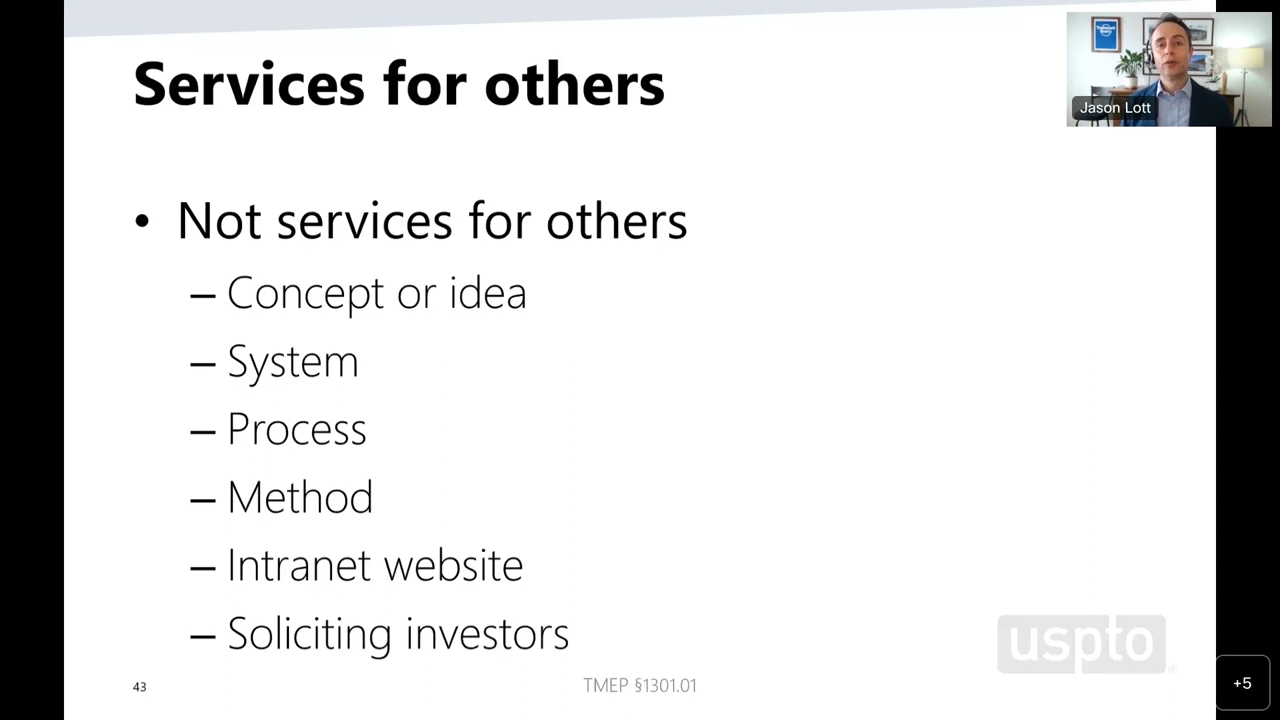 Services for others
Jason Lott
• Not services for others
– Concept or idea
– System
– Process
– Method
– Intranet website
– Soliciting investors
uspto
43
TMEP §1301.01
+5